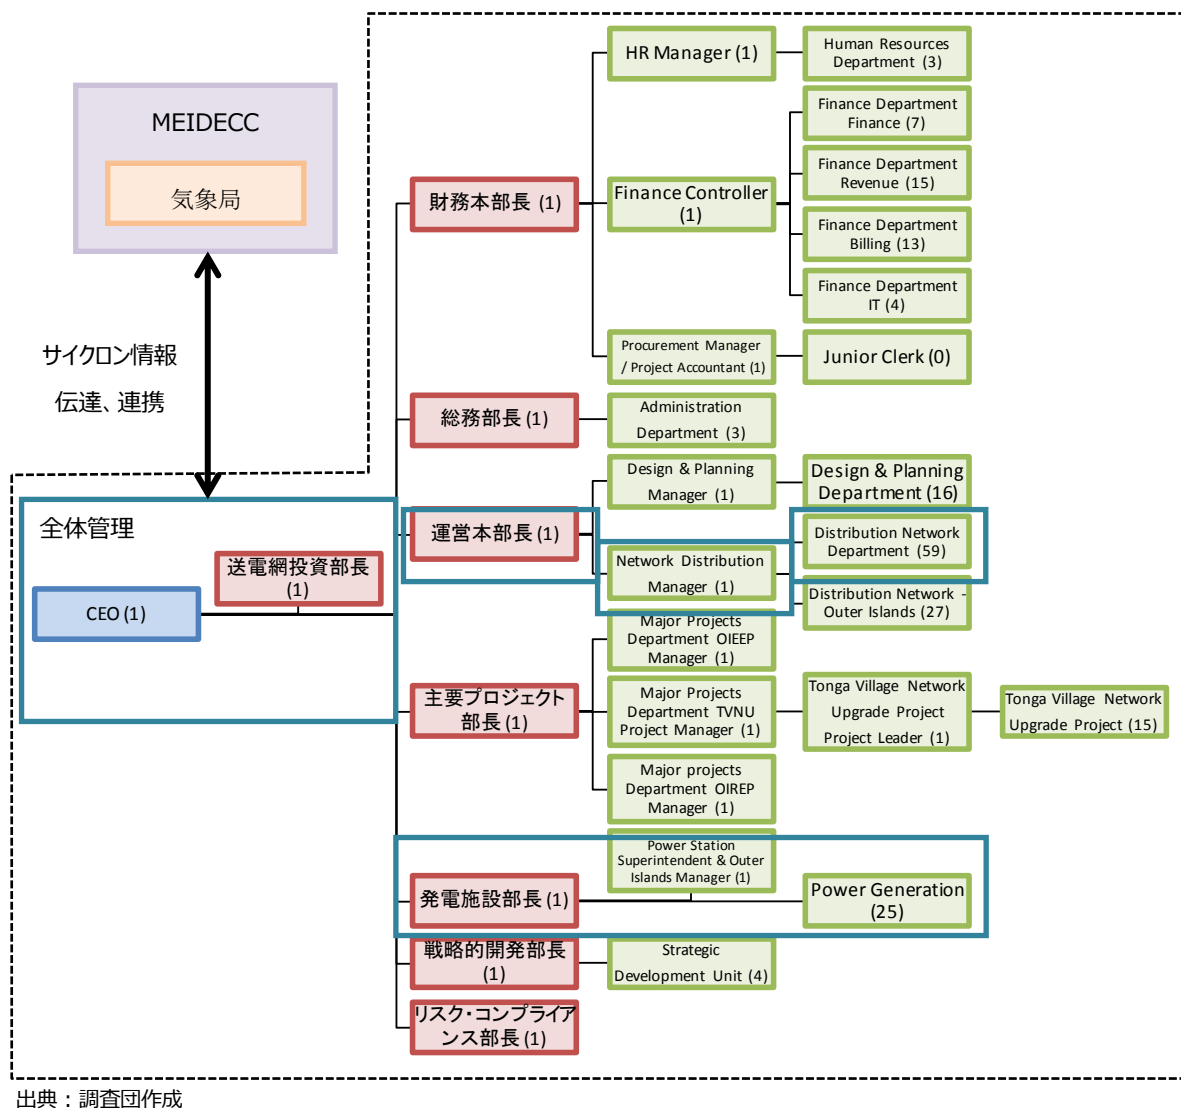 MEIDECC
気象局
サイクロン情報
伝達、連携
全体管理
送電網投資部長
(1)
CEO (1)
財務本部長 (1)
HR Manager (1)
Human Resources
Department (3)
Finance Controller
(1)
Finance Department
Finance (7)
Finance Department
Revenue (15)
Finance Department
Billing (13)
Finance Department
IT (4)
Procurement Manager
/ Project Accountant (1)
Junior Clerk (0)
総務部長 (1)
Administration
Department (3)
運営本部長 (1)
Design & Planning
Manager (1)
Design & Planning
Department (16)
Network Distribution
Manager (1)
Distribution Network
Department (59)
Distribution Network -
Outer Islands (27)
主要プロジェクト
部長 (1)
Major Projects
Department OIEEP
Manager (1)
Major Projects
Department TVNU
Project Manager (1)
Tonga Village Network
Upgrade Project
Project Leader (1)
Tonga Village Network
Upgrade Project (15)
Major projects
Department OIREP
Manager (1)
発電施設部長 (1)
Power Station
Superintendent & Outer
Islands Manager (1)
Power Generation
(25)
戦略的開発部長
(1)
Strategic
Development Unit (4)
リスク・コンプライア
ンス部長 (1)
出典：調査団作成